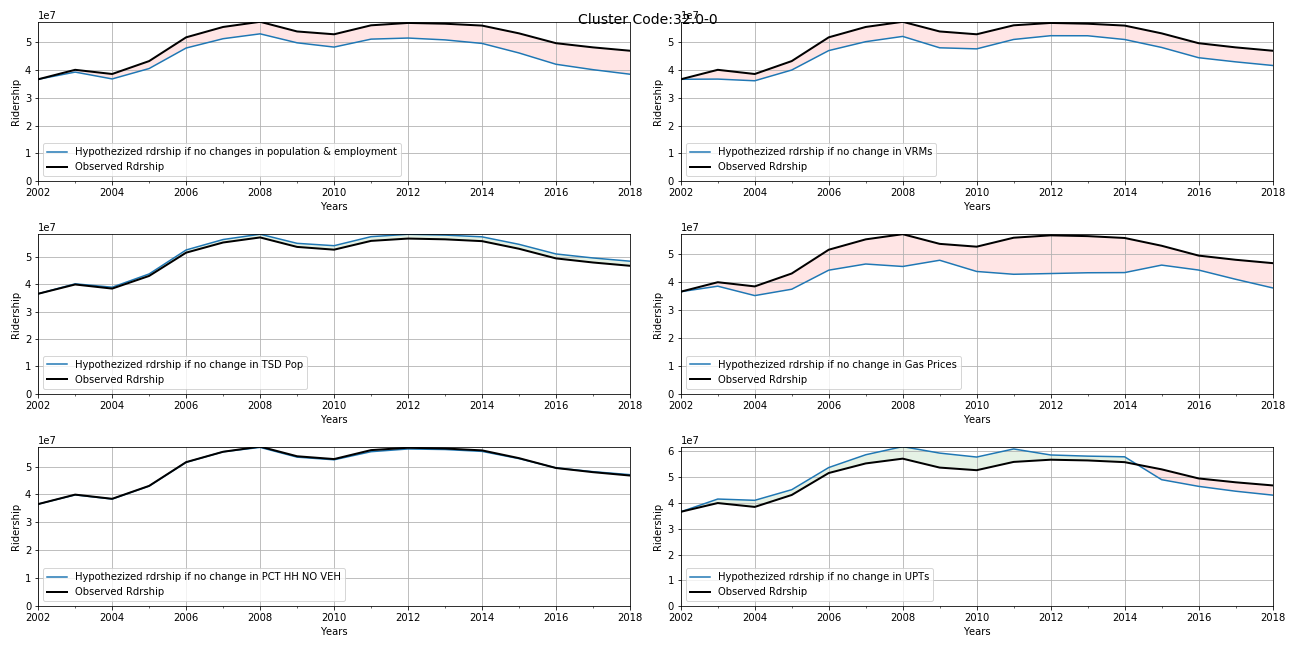 Cluster Code:32.0-0
1e7
5
4
3
2
1
0
Ridership
Hypothezized rdrship if no changes in population & employment
Observed Rdrship
2002 2004 2006 2008 2010 2012 2014 2016 2018
Years
1e7
5
4
3
2
1
0
Ridership
Hypothezized rdrship if no change in VRMs
Observed Rdrship
2002 2004 2006 2008 2010 2012 2014 2016 2018
Years
1e7
5
4
3
2
1
0
Ridership
Hypothezized rdrship if no change in TSD Pop
Observed Rdrship
2002 2004 2006 2008 2010 2012 2014 2016 2018
Years
1e7
5
4
3
2
1
0
Ridership
Hypothezized rdrship if no change in Gas Prices
Observed Rdrship
2002 2004 2006 2008 2010 2012 2014 2016 2018
Years
1e7
5
4
3
2
1
0
Ridership
Hypothezized rdrship if no change in PCT HH NO VEH
Observed Rdrship
2002 2004 2006 2008 2010 2012 2014 2016 2018
Years
1e7
6
5
4
3
2
1
0
Ridership
Hypothezized rdrship if no change in UPTs
Observed Rdrship
2002 2004 2006 2008 2010 2012 2014 2016 2018
Years